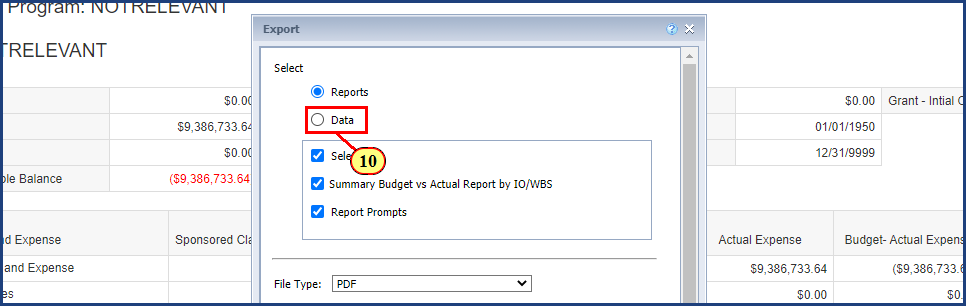 Program: NOTRELEVANT
TRELEVANT
Export
Select
Reports
Data
10
Sele
Summary Budget vs Actual Report by IO/WBS
Report Prompts
File Type: PDF
$0.00
$9,386,733.64
$0.00
ble Balance ($9,386,733.64
nd Expense Sponsored Cla
and Expense
es
$0.00 Grant - Intial C
01/01/1950
12/31/9999
Actual Expense Budget- Actual Expens
$9,386,733.64 ($9,386,733.64
$0.00 $0.0